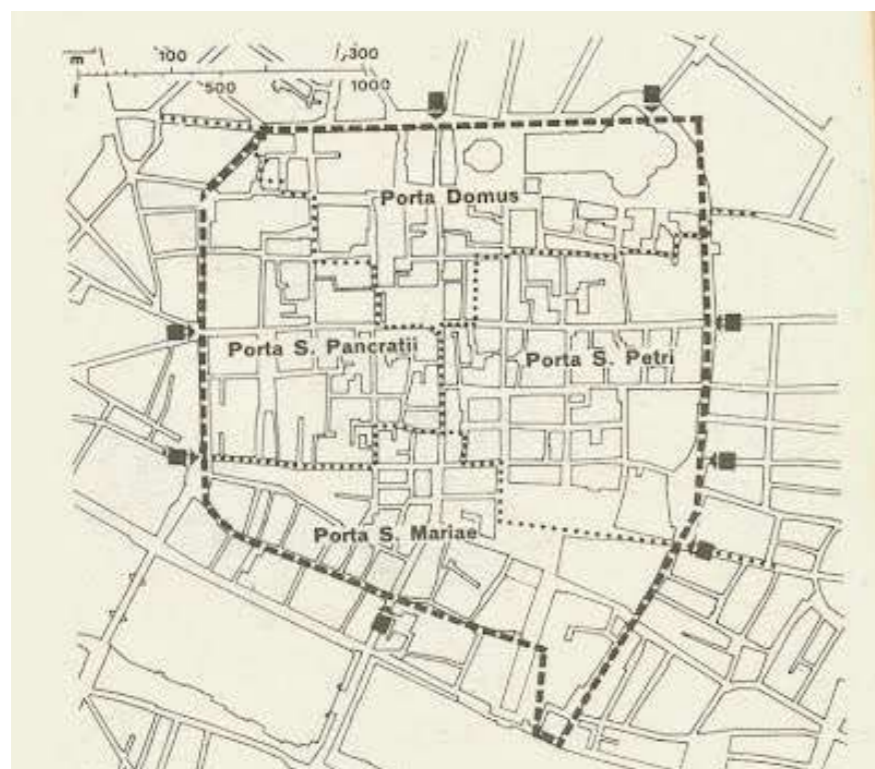 m 100 300
f 500 1000
Porta Domus
Porta S. Pancratii
Porta S. Petri
Porta S. Mariae